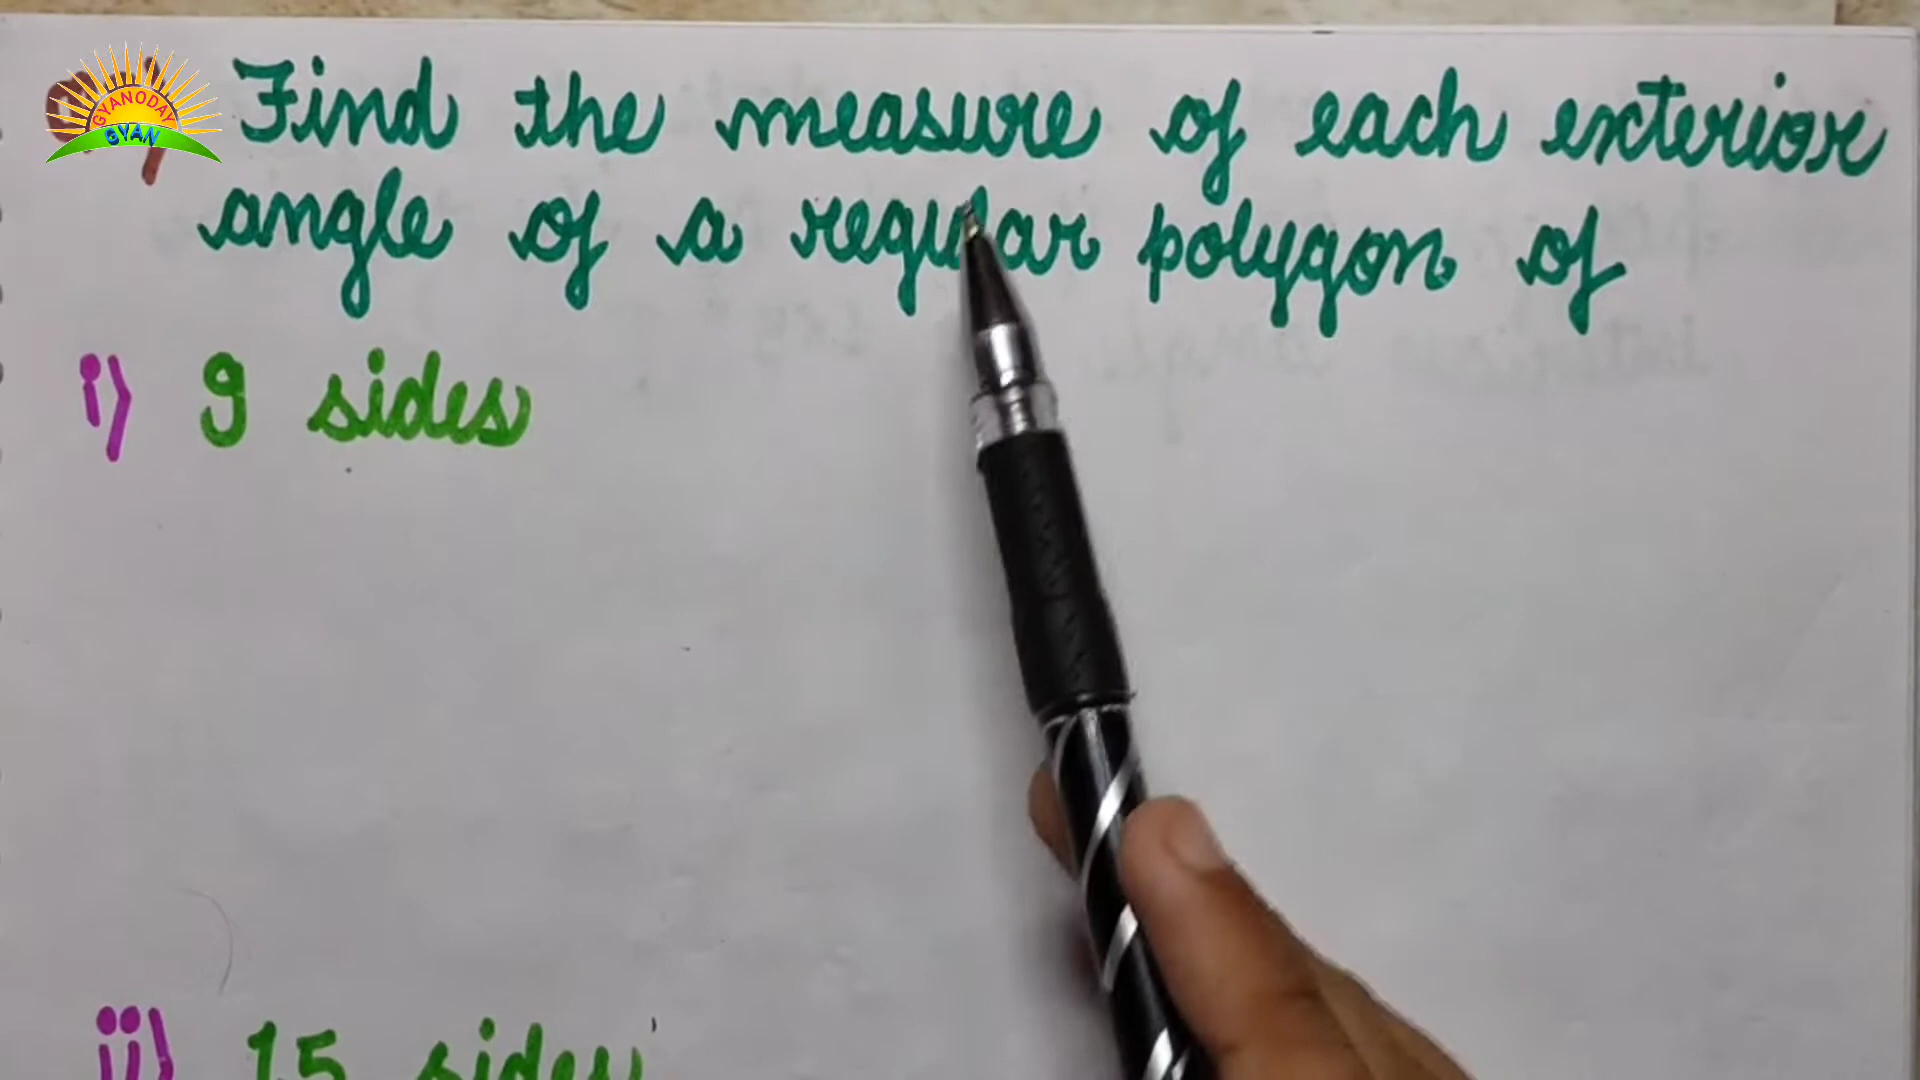 GYANODAY
GYAN
Find the measure of each exterior
angle of a regular polygon of
i) 9 sides
ii) 15 sides